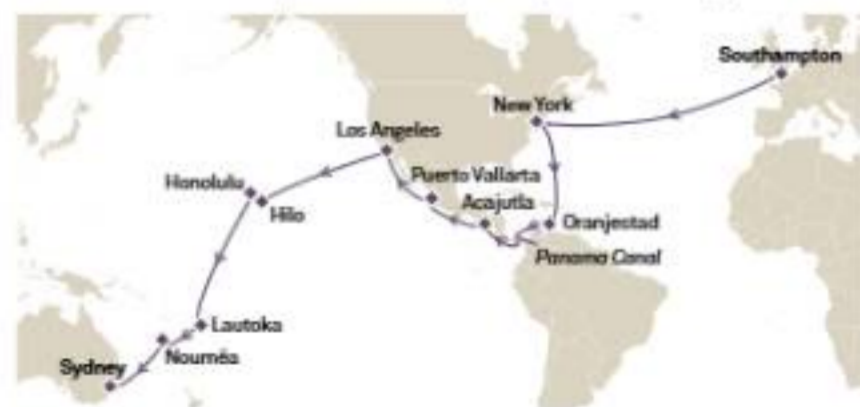 Southampton
New York
Los Angeles
Puerto Vallarta
Honolulu
Acajutla
Hilo
Oranjestad
Panama Canal
Lautoka
Nouméa
Sydney